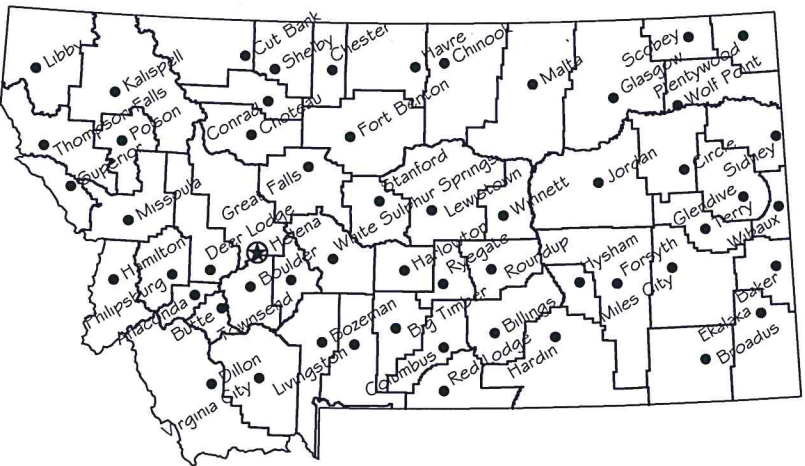 Libby
Kalispell
Cut Bank
Shelby
Chester
Havre
Chinook
Malta
Scobey
Glasgow
Plentywood
Wolf Point
Thompson Falls
Polson
Conrad
Choteau
Fort Benton
Superior
Missoula
Great Falls
Stanford
Lewistown
Winnett
Jordan
Circle
Sidney
Glendive
Terry
Wibaux
Hamilton
Philipsburg
Deer Lodge
Helena
Boulder
White Sulphur Springs
Harlowton
Ryegate
Roundup
Hysham
Forsyth
Miles City
Baker
Ekalaka
Broadus
Anaconda
Butte
Townsend
Bozeman
Livingston
Big Timber
Columbus
Billings
Red Lodge
Hardin
Dillon
Virginia City